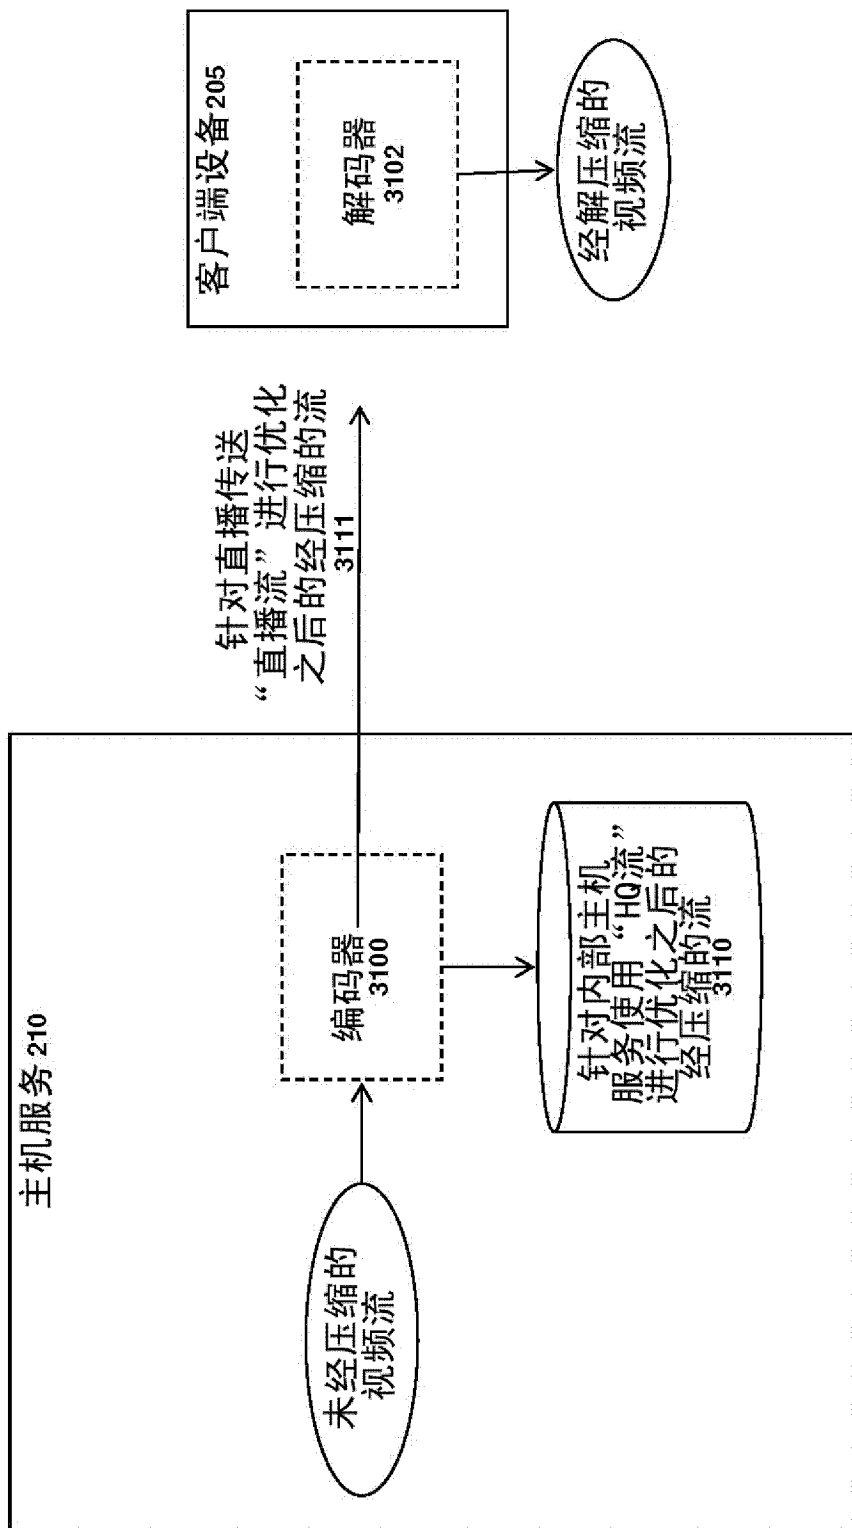 主机服务 210
未经压缩的
视频流
编码器
3100
针对内部主机
服务使用“HQ流”
进行优化之后的
经压缩的流
3110
针对直播传送
“直播流”进行优化
之后的经压缩的流
3111
客户端设备 205
解码器
3102
经解压缩的
视频流